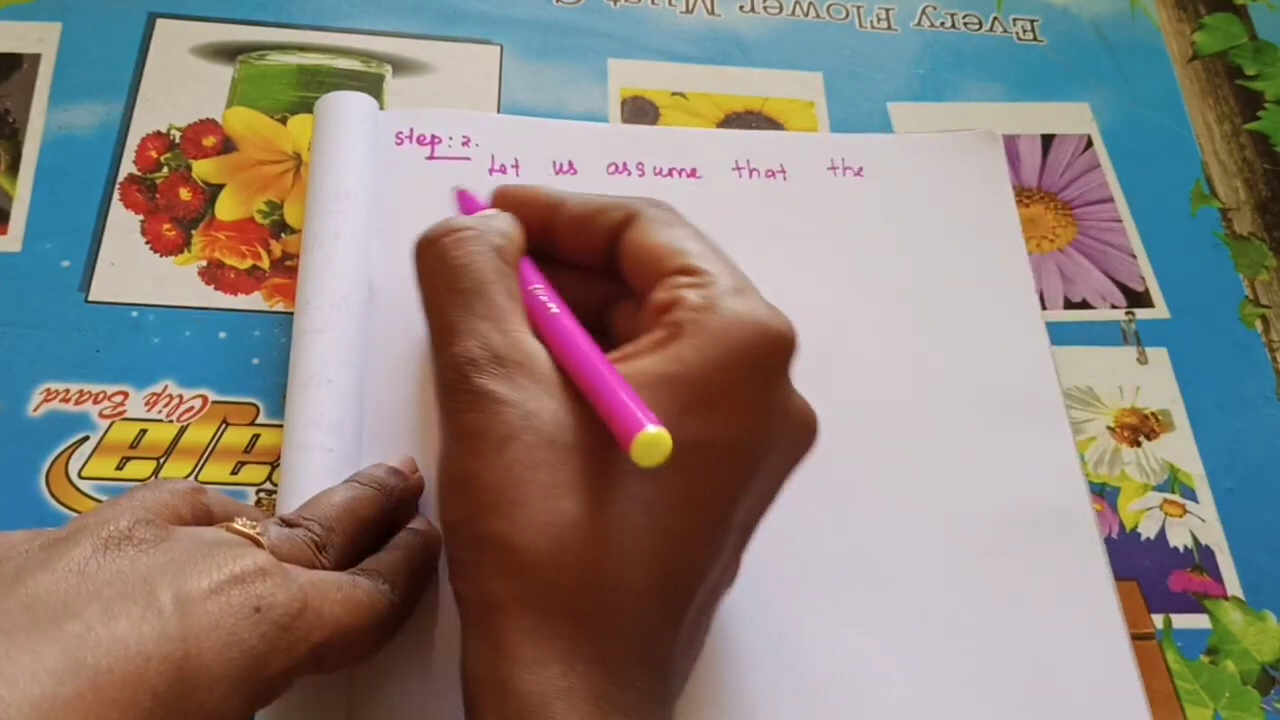 Every Flower Must G
step: 2.
Let us assume that the
Clip Board